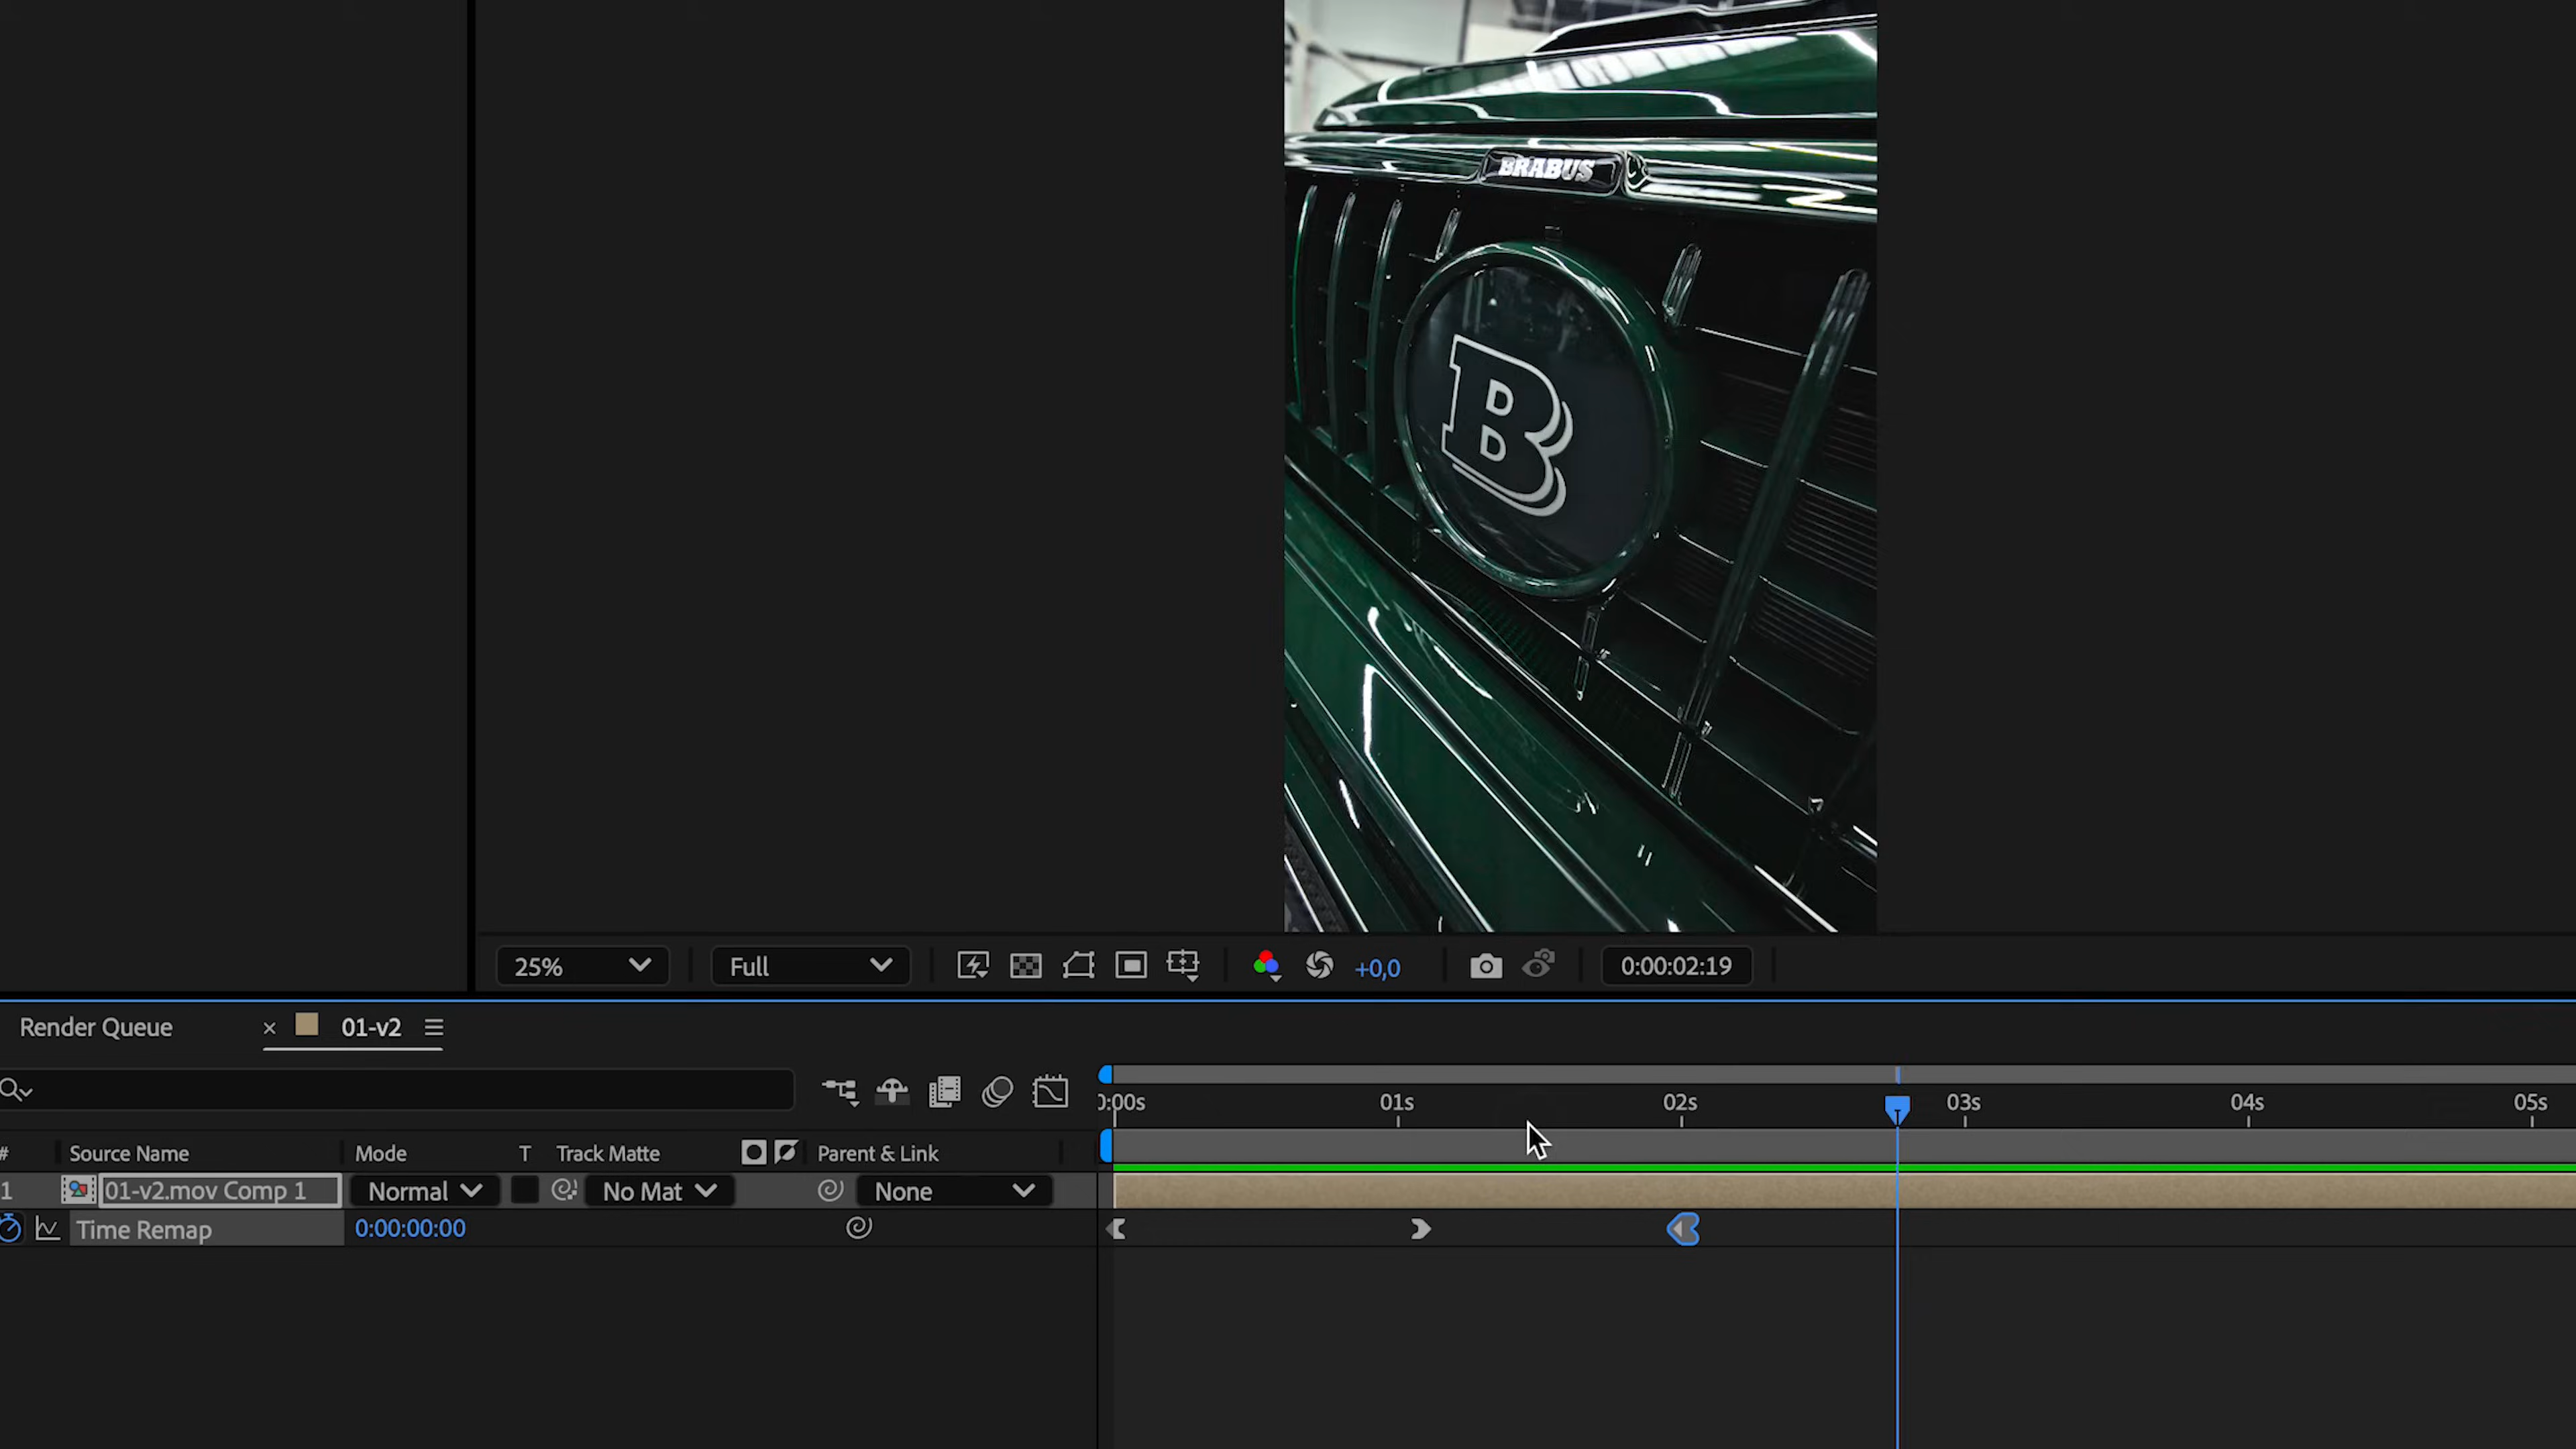 BRABUS
B
25%
Full
+0,0
0:00:02:19
Render Queue
× 01-v2
0:00s 01s 02s 03s 04s 05s
# Source Name Mode T Track Matte Parent & Link
1 01-v2.mov Comp 1 Normal No Mat None
Time Remap 0:00:00:00